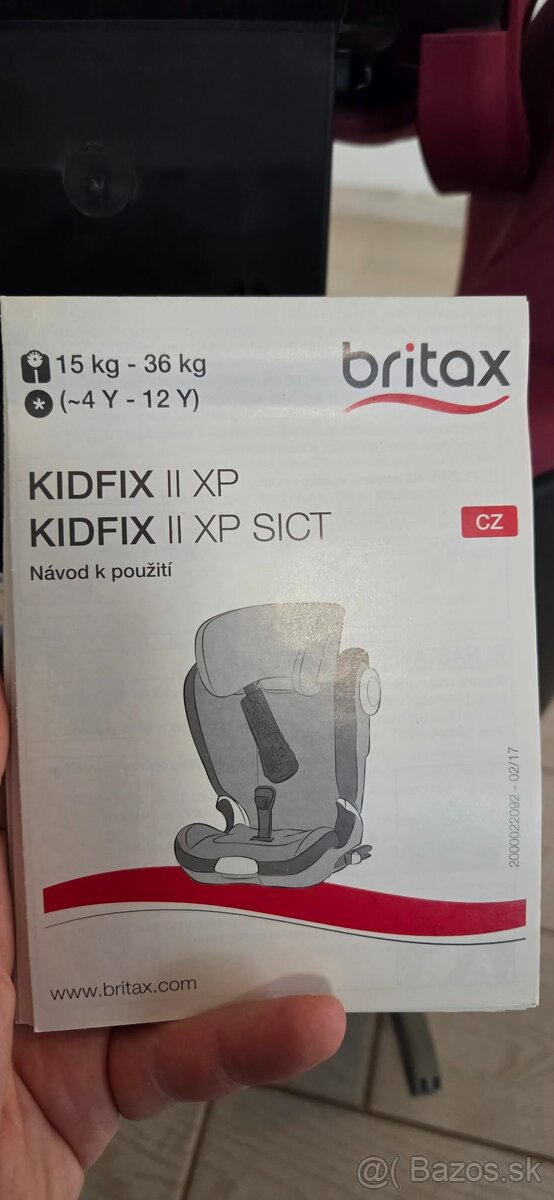 15 kg - 36 kg
(~4 Y - 12 Y)
britax
KIDFIX II XP
KIDFIX II XP SICT
CZ
Návod k použití
2000022092 - 02/17
www.britax.com
@( Bazos.sk